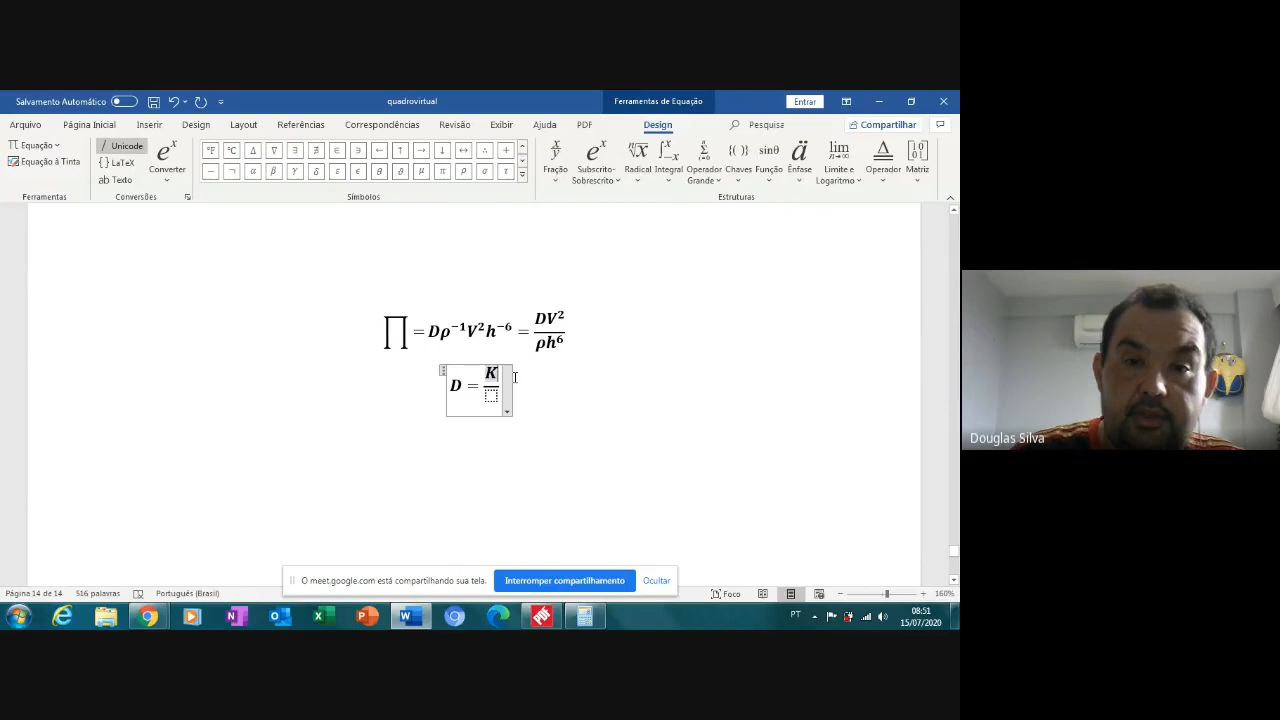 Salvamento Automático
quadrovirtual
Ferramentas de Equação
Entrar
Arquivo Página Inicial Inserir Design Layout Referências Correspondências Revisão Exibir Ajuda PDF Design Pesquisa Compartilhar
π Equação
Equação à Tinta
Unicode
{} LaTeX
ab Texto
e^x
Converter
°F °C Δ ∇ ∃ ∄ ∈ ∋ ← ↑ → ↓ ↔ ∴ +
− ¬ α β γ δ ε ϵ θ ϑ μ π ρ σ τ
Fração
Subscrito-Sobrescrito
Radical
Integral
Operador Grande
Chaves
Função
Ênfase
Limite e Logaritmo
Operador
Matriz
Ferramentas Conversões Símbolos Estruturas
∏ = Dρ⁻¹V²h⁻⁶ = DV²/ρh⁶
D = K/
Douglas Silva
O meet.google.com está compartilhando sua tela. Interromper compartilhamento Ocultar
Página 14 de 14 516 palavras Português (Brasil) Foco 160%
PT 08:51
15/07/2020